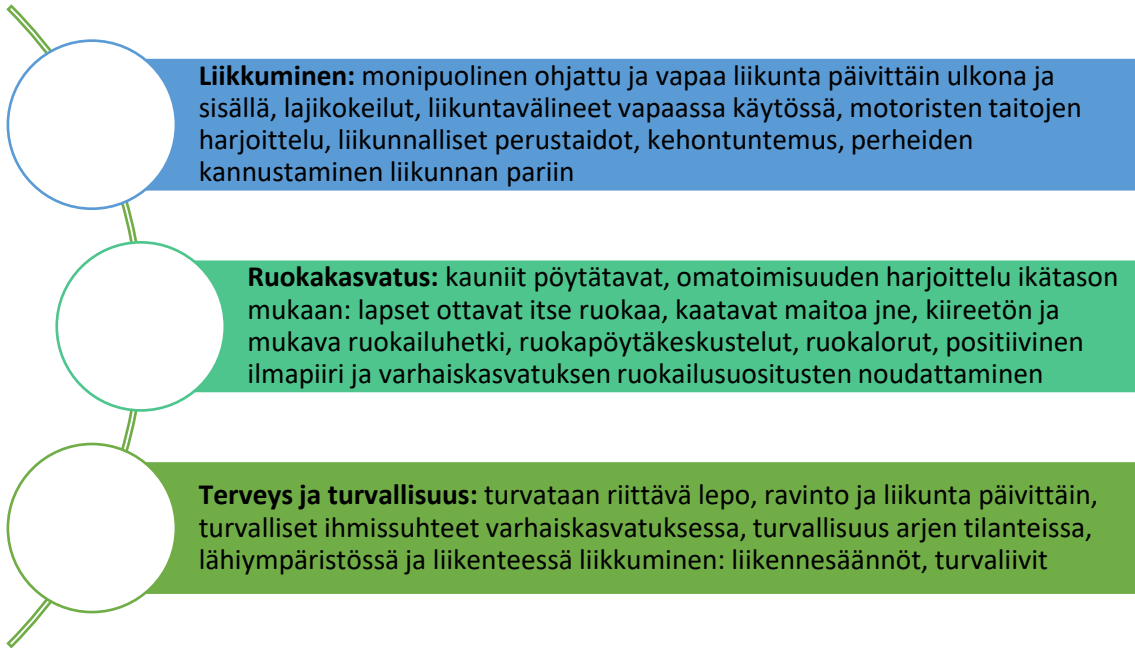 Liikkuminen: monipuolinen ohjattu ja vapaa liikunta päivittäin ulkona ja
sisällä, lajikokeilut, liikuntavälineet vapaassa käytössä, motoristen taitojen
harjoittelu, liikunnalliset perustaidot, kehontuntemus, perheiden
kannustaminen liikunnan pariin
Ruokakasvatus: kauniit pöytätavat, omatoimisuuden harjoittelu ikätason
mukaan: lapset ottavat itse ruokaa, kaatavat maitoa jne, kiireetön ja
mukava ruokailuhetki, ruokapöytäkeskustelut, ruokalorut, positiivinen
ilmapiiri ja varhaiskasvatuksen ruokailusuositusten noudattaminen
Terveys ja turvallisuus: turvataan riittävä lepo, ravinto ja liikunta päivittäin,
turvalliset ihmissuhteet varhaiskasvatuksessa, turvallisuus arjen tilanteissa,
lähiympäristössä ja liikenteessä liikkuminen: liikennesäännöt, turvaliivit